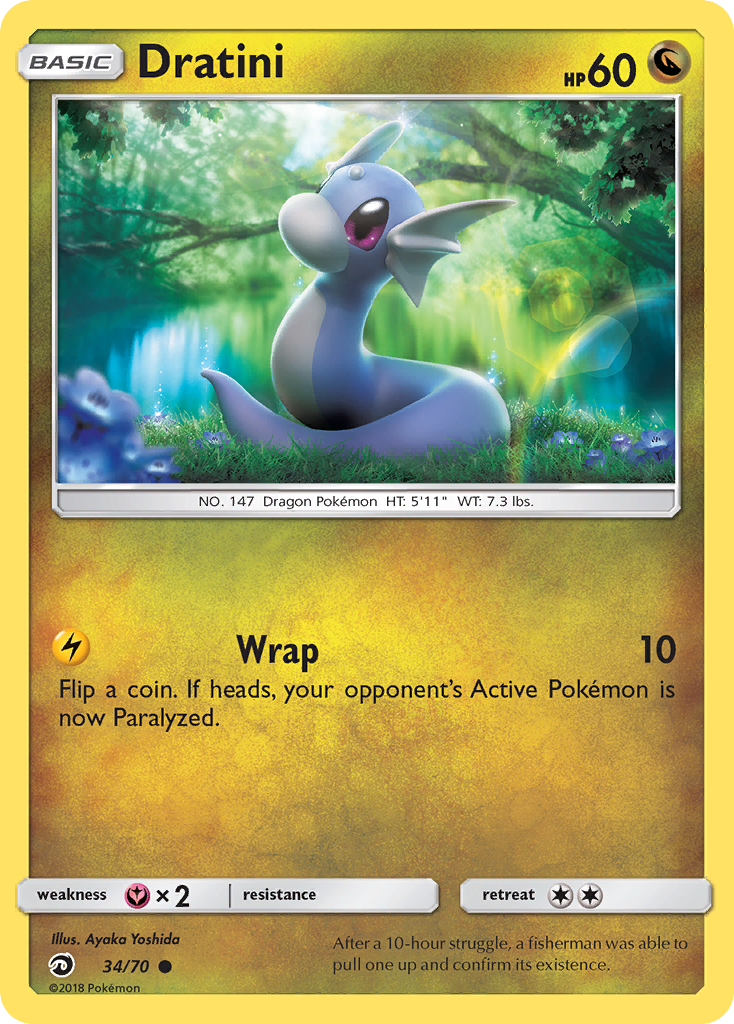 BASIC Dratini HP60
NO. 147 Dragon Pokémon HT: 5'11" WT: 7.3 lbs.
Wrap 10
Flip a coin. If heads, your opponent's Active Pokémon is
now Paralyzed.
weakness ×2 resistance retreat
Illus. Ayaka Yoshida
34/70
©2018 Pokémon
After a 10-hour struggle, a fisherman was able to
pull one up and confirm its existence.